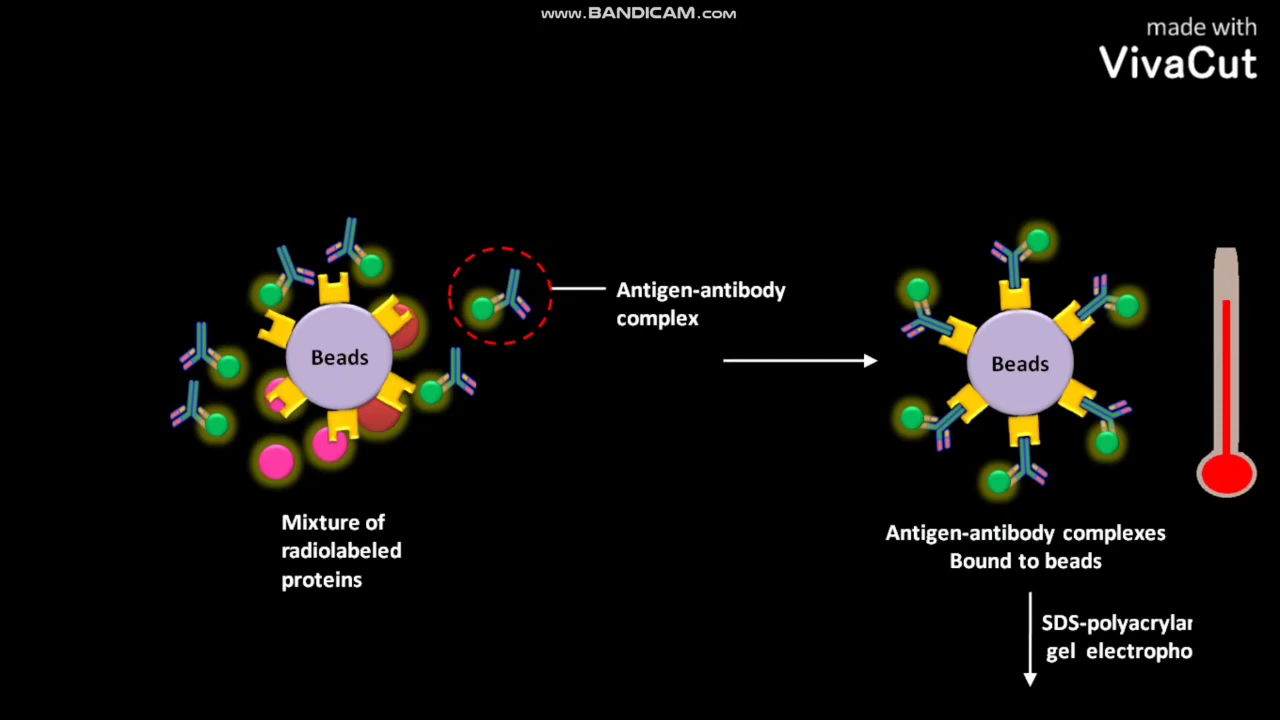 www.BANDICAM.com
made with
VivaCut
Antigen-antibody
complex
Beads
Beads
Mixture of
radiolabeled
proteins
Antigen-antibody complexes
Bound to beads
SDS-polyacrylar
gel electropho